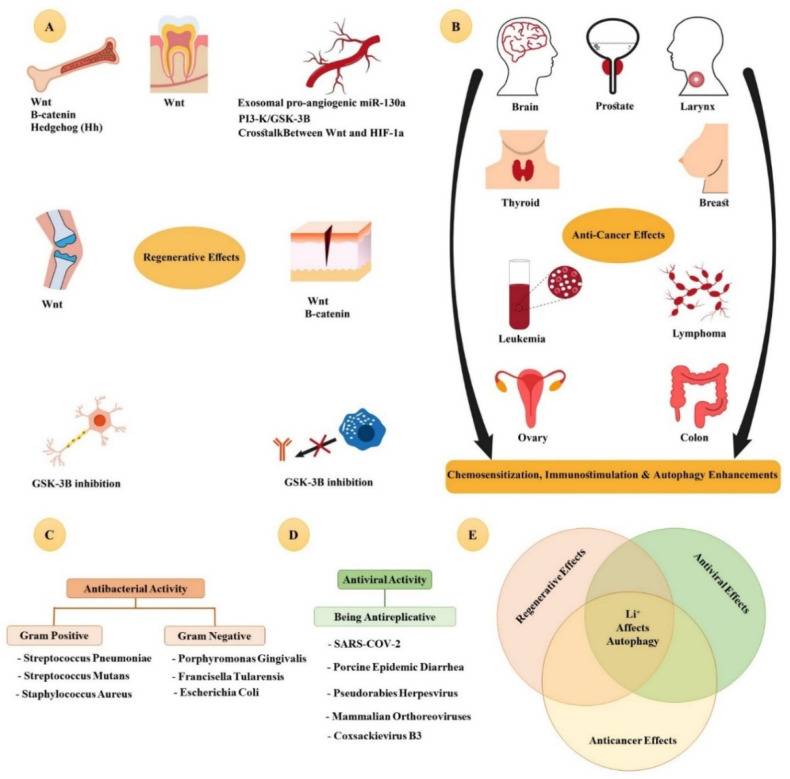 A
Wnt
B-catenin
Hedgehog (Hh)
Wnt
Exosomal pro-angiogenic miR-130a
PI3-K/GSK-3B
CrosstalkBetween Wnt and HIF-1a
Wnt
Regenerative Effects
Wnt
B-catenin
GSK-3B inhibition
GSK-3B inhibition
B
Brain
Prostate
Larynx
Thyroid
Breast
Anti-Cancer Effects
Leukemia
Lymphoma
Ovary
Colon
Chemosensitization, Immunostimulation & Autophagy Enhancements
C
Antibacterial Activity
Gram Positive
- Streptococcus Pneumoniae
- Streptococcus Mutans
- Staphylococcus Aureus
Gram Negative
- Porphyromonas Gingivalis
- Francisella Tularensis
- Escherichia Coli
D
Antiviral Activity
Being Antireplicative
- SARS-COV-2
- Porcine Epidemic Diarrhea
- Pseudorabies Herpesvirus
- Mammalian Orthoreoviruses
- Coxsackievirus B3
E
Regenerative Effects
Antiviral Effects
Li⁺
Affects
Autophagy
Anticancer Effects